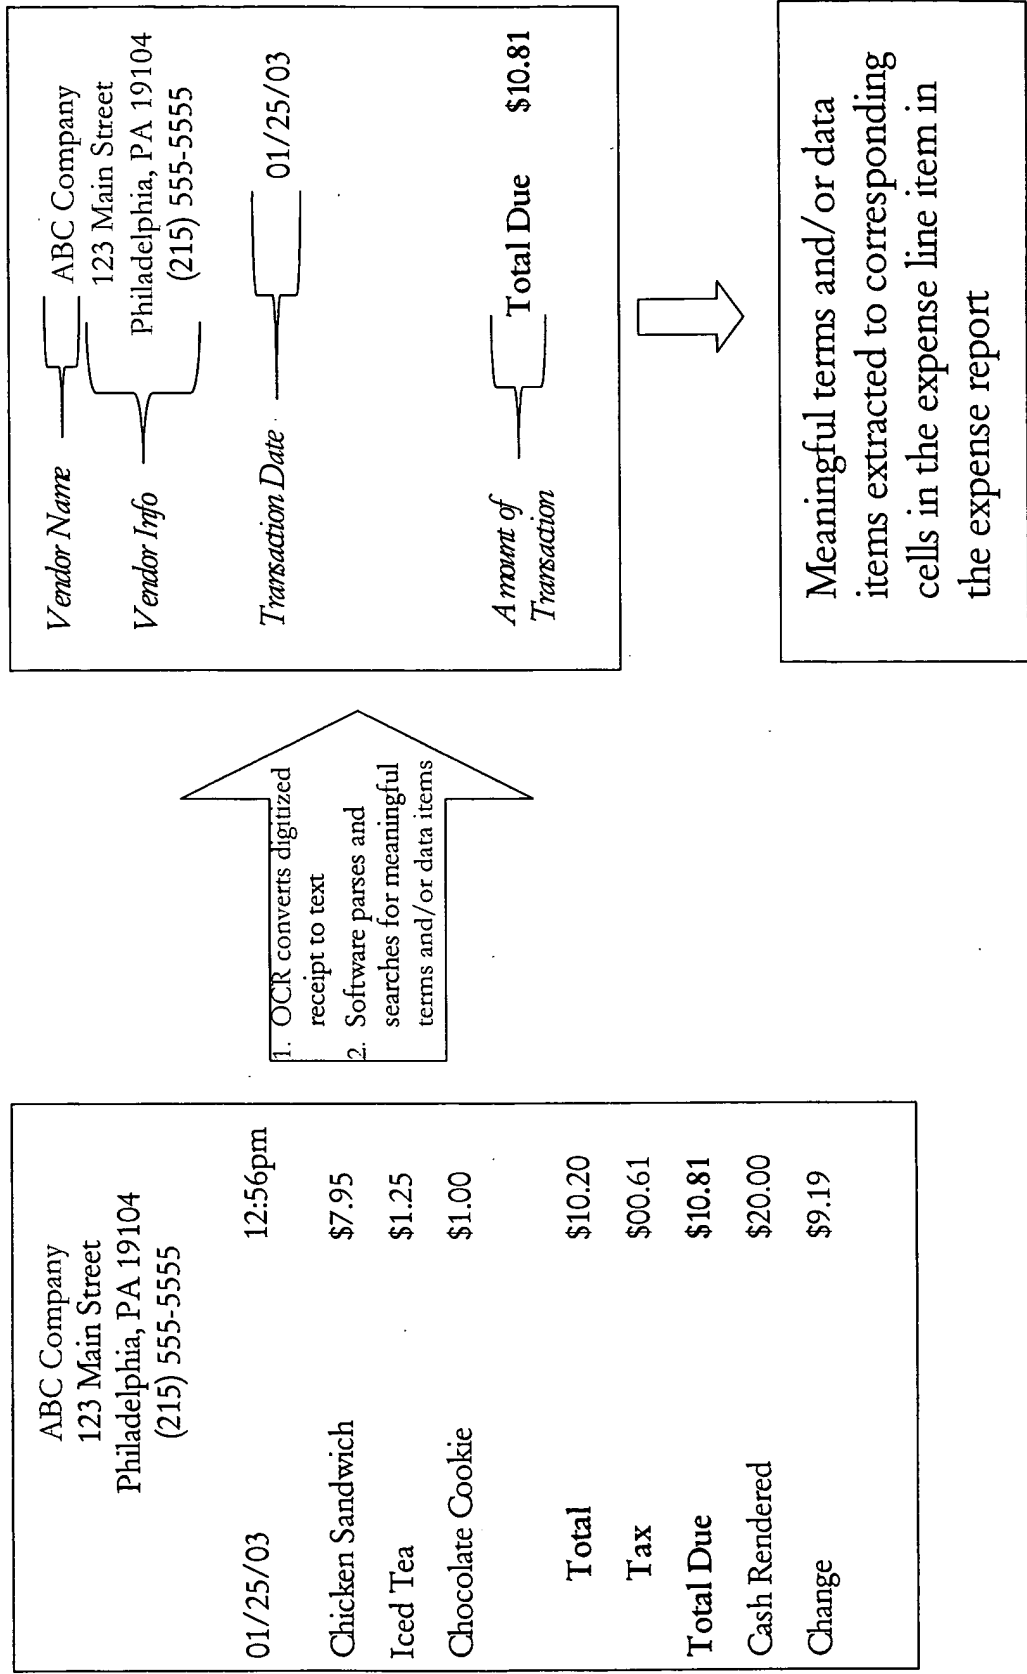 ABC Company
123 Main Street
Philadelphia, PA 19104
(215) 555-5555
01/25/03 12:56pm
Chicken Sandwich $7.95
Iced Tea $1.25
Chocolate Cookie $1.00
Total $10.20
Tax $00.61
Total Due $10.81
Cash Rendered $20.00
Change $9.19
1. OCR converts digitized
receipt to text
2. Software parses and
searches for meaningful
terms and/or data items
Vendor Name ABC Company
123 Main Street
Vendor Info Philadelphia, PA 19104
(215) 555-5555
Transaction Date 01/25/03
Amount of
Transaction
Total Due $10.81
Meaningful terms and/or data
items extracted to corresponding
cells in the expense line item in
the expense report